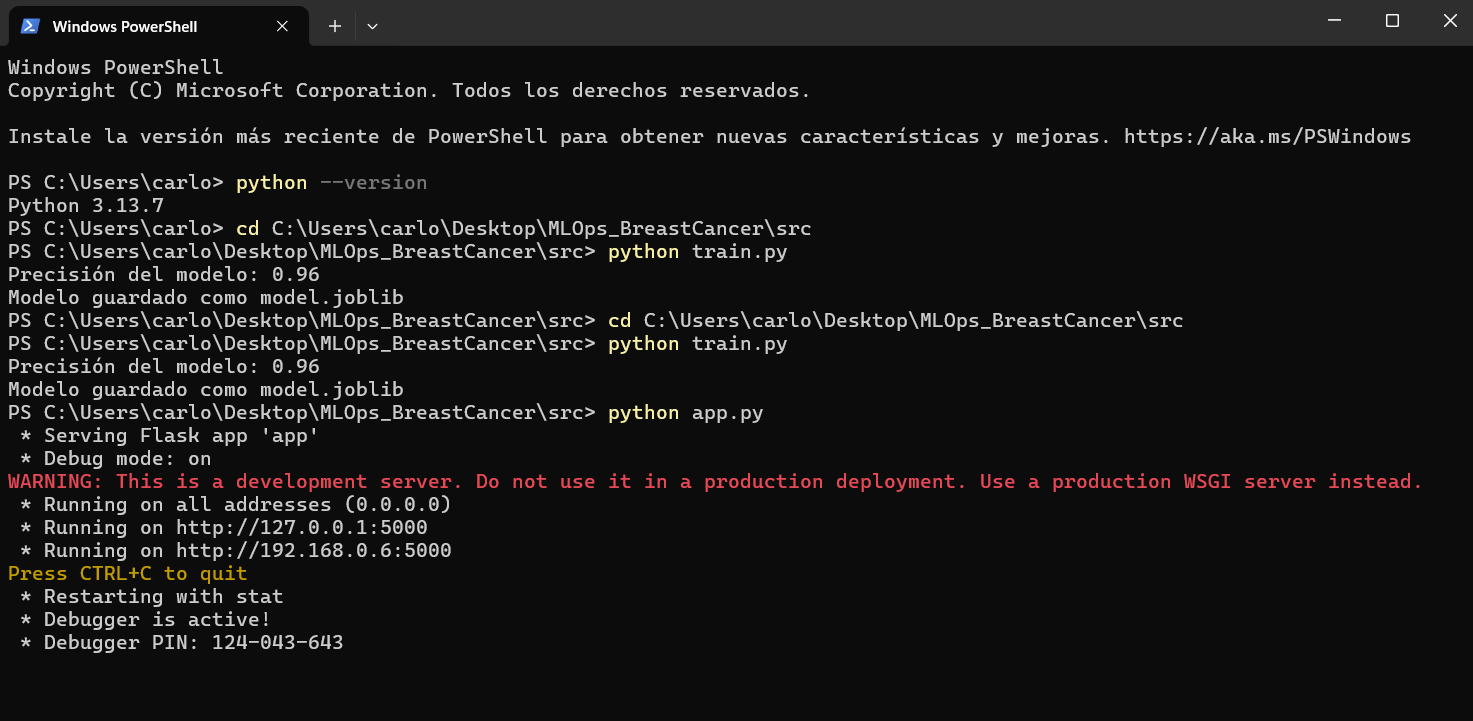 Windows PowerShell
Windows PowerShell
Copyright (C) Microsoft Corporation. Todos los derechos reservados.
Instale la versión más reciente de PowerShell para obtener nuevas características y mejoras. https://aka.ms/PSWindows
PS C:\Users\carlo> python --version
Python 3.13.7
PS C:\Users\carlo> cd C:\Users\carlo\Desktop\MLOps_BreastCancer\src
PS C:\Users\carlo\Desktop\MLOps_BreastCancer\src> python train.py
Precisión del modelo: 0.96
Modelo guardado como model.joblib
PS C:\Users\carlo\Desktop\MLOps_BreastCancer\src> cd C:\Users\carlo\Desktop\MLOps_BreastCancer\src
PS C:\Users\carlo\Desktop\MLOps_BreastCancer\src> python train.py
Precisión del modelo: 0.96
Modelo guardado como model.joblib
PS C:\Users\carlo\Desktop\MLOps_BreastCancer\src> python app.py
 * Serving Flask app 'app'
 * Debug mode: on
WARNING: This is a development server. Do not use it in a production deployment. Use a production WSGI server instead.
 * Running on all addresses (0.0.0.0)
 * Running on http://127.0.0.1:5000
 * Running on http://192.168.0.6:5000
Press CTRL+C to quit
 * Restarting with stat
 * Debugger is active!
 * Debugger PIN: 124-043-643